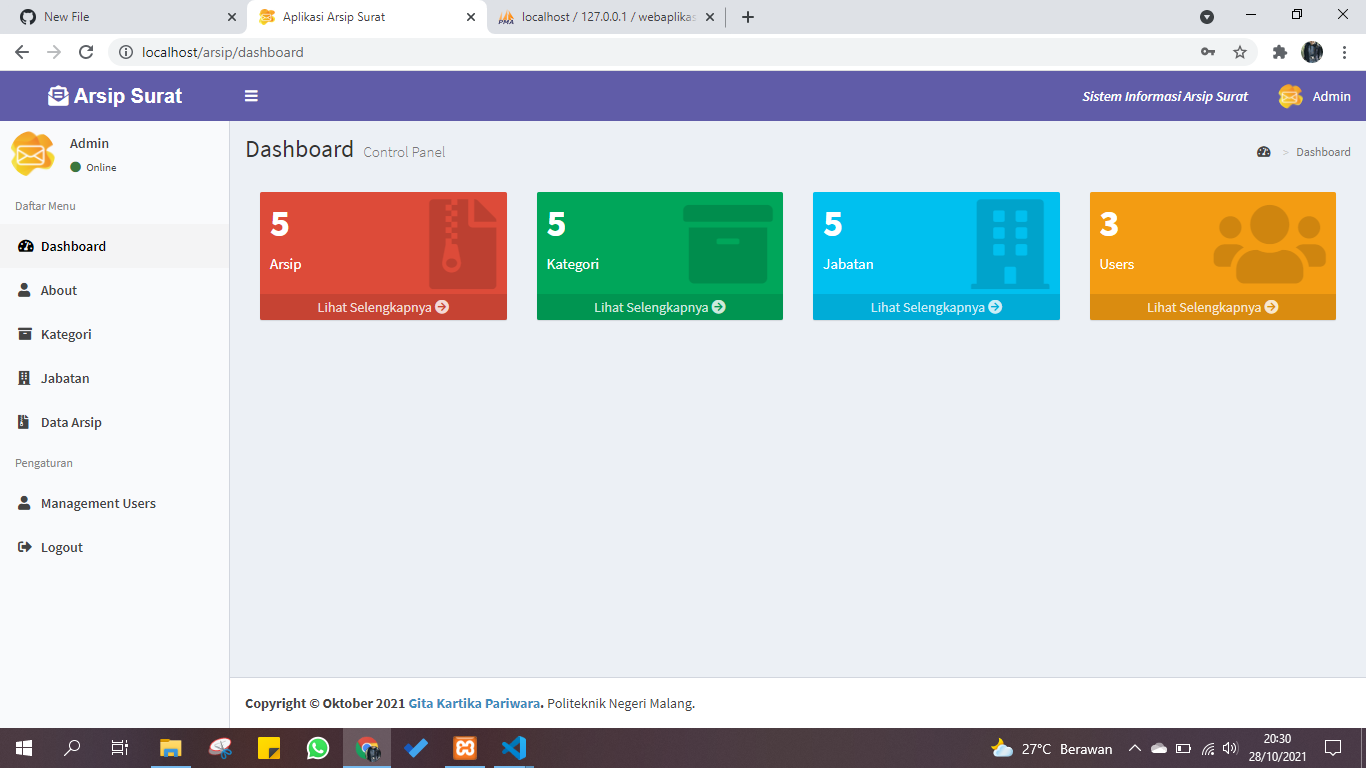 New File
Aplikasi Arsip Surat
localhost / 127.0.0.1 / webaplikas
localhost/arsip/dashboard
Arsip Surat
Sistem Informasi Arsip Surat
Admin
Admin
Online
Daftar Menu
Dashboard
About
Kategori
Jabatan
Data Arsip
Pengaturan
Management Users
Logout
Dashboard Control Panel
> Dashboard
5
Arsip
Lihat Selengkapnya
5
Kategori
Lihat Selengkapnya
5
Jabatan
Lihat Selengkapnya
3
Users
Lihat Selengkapnya
Copyright © Oktober 2021 Gita Kartika Pariwara. Politeknik Negeri Malang.
27°C Berawan
20:30
28/10/2021